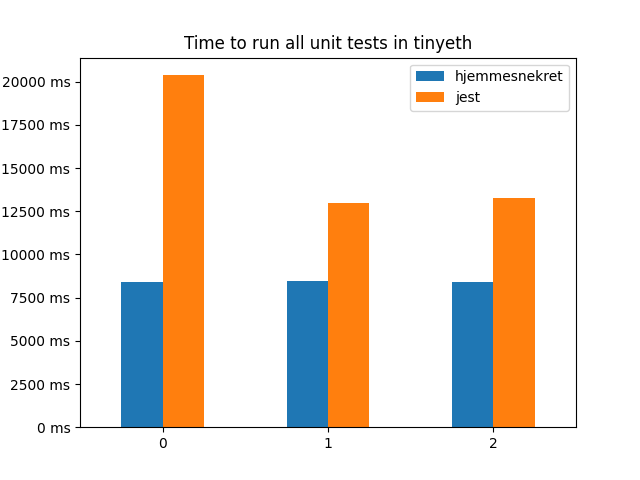 Time to run all unit tests in tinyeth
hjemmesnekret
jest
20000 ms
17500 ms
15000 ms
12500 ms
10000 ms
7500 ms
5000 ms
2500 ms
0 ms
0
1
2